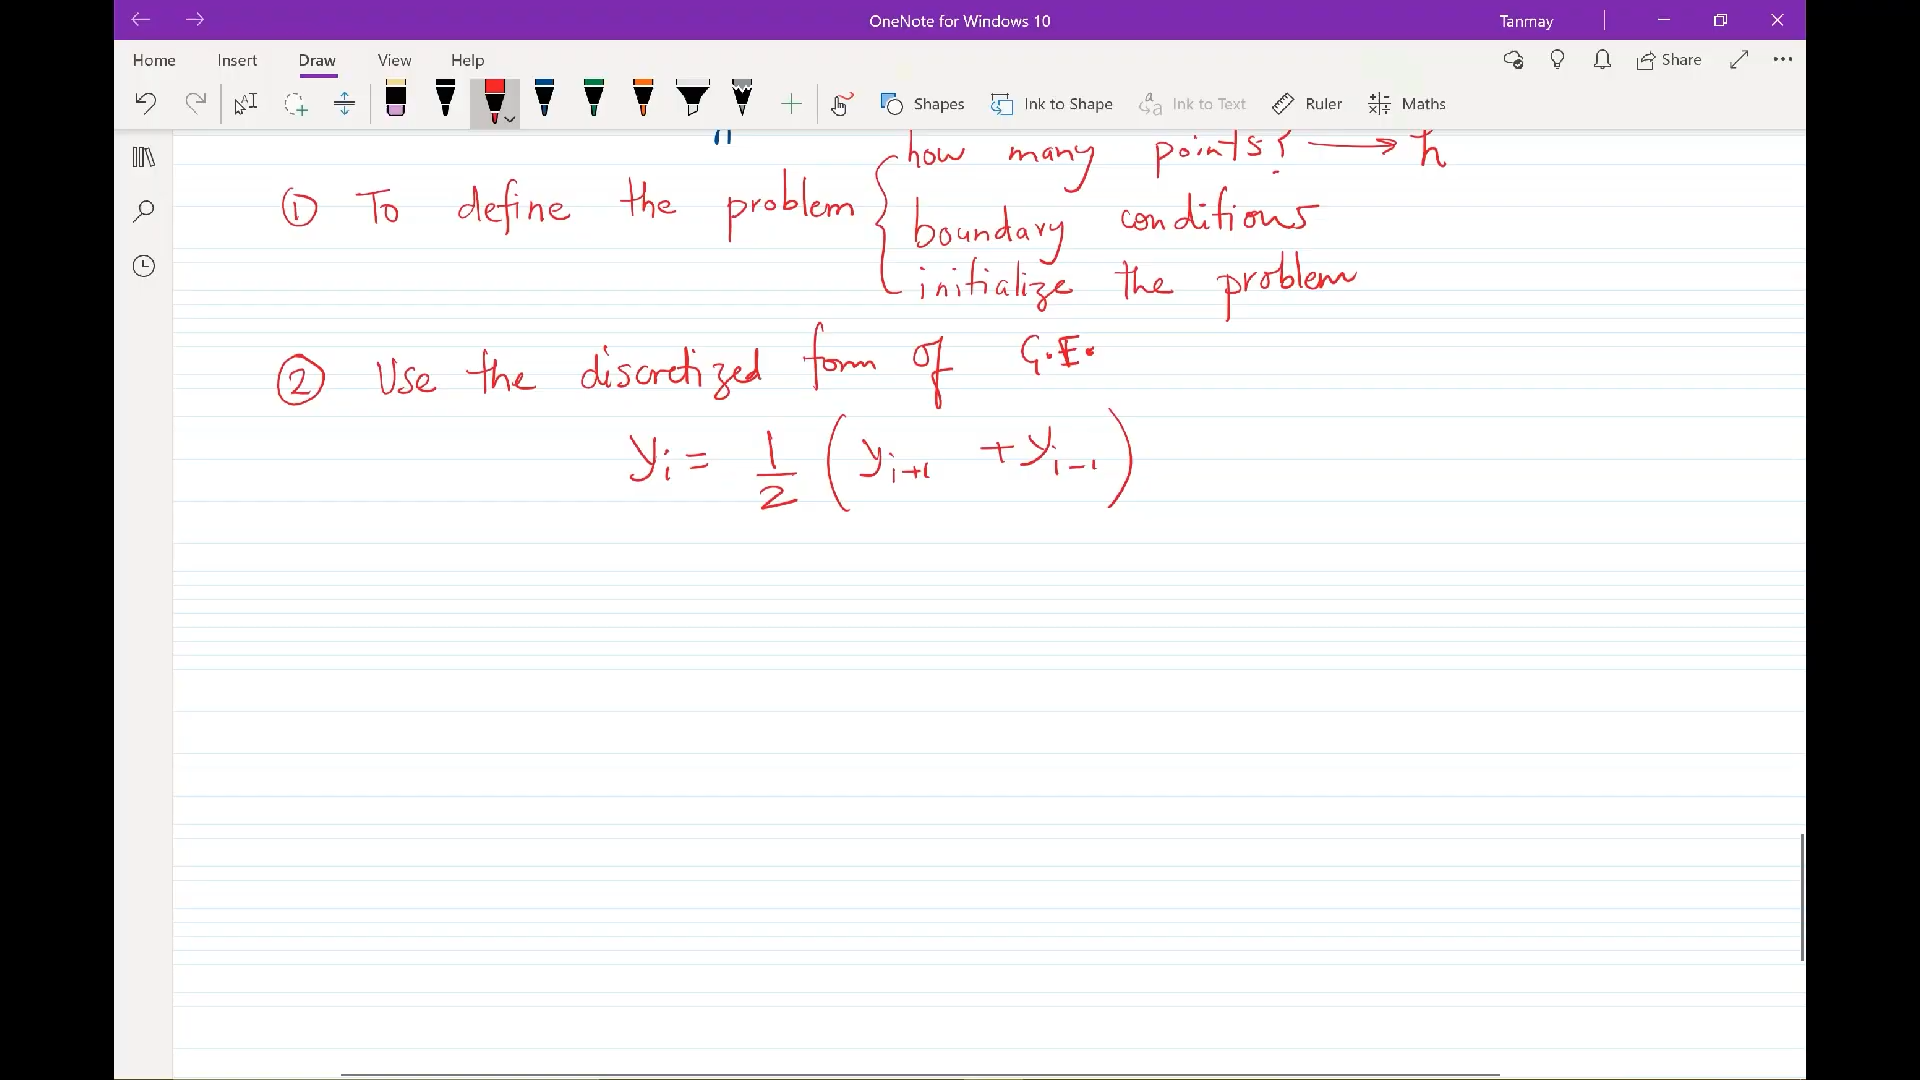 OneNote for Windows 10
Tanmay
Home Insert Draw View Help
Share
Shapes Ink to Shape Ink to Text Ruler Maths
how many points? → h
① To define the problem
boundary conditions
initialize the problem
② Use the discretized form of G.E.
yi = 1/2 (yi+1 + yi-1)